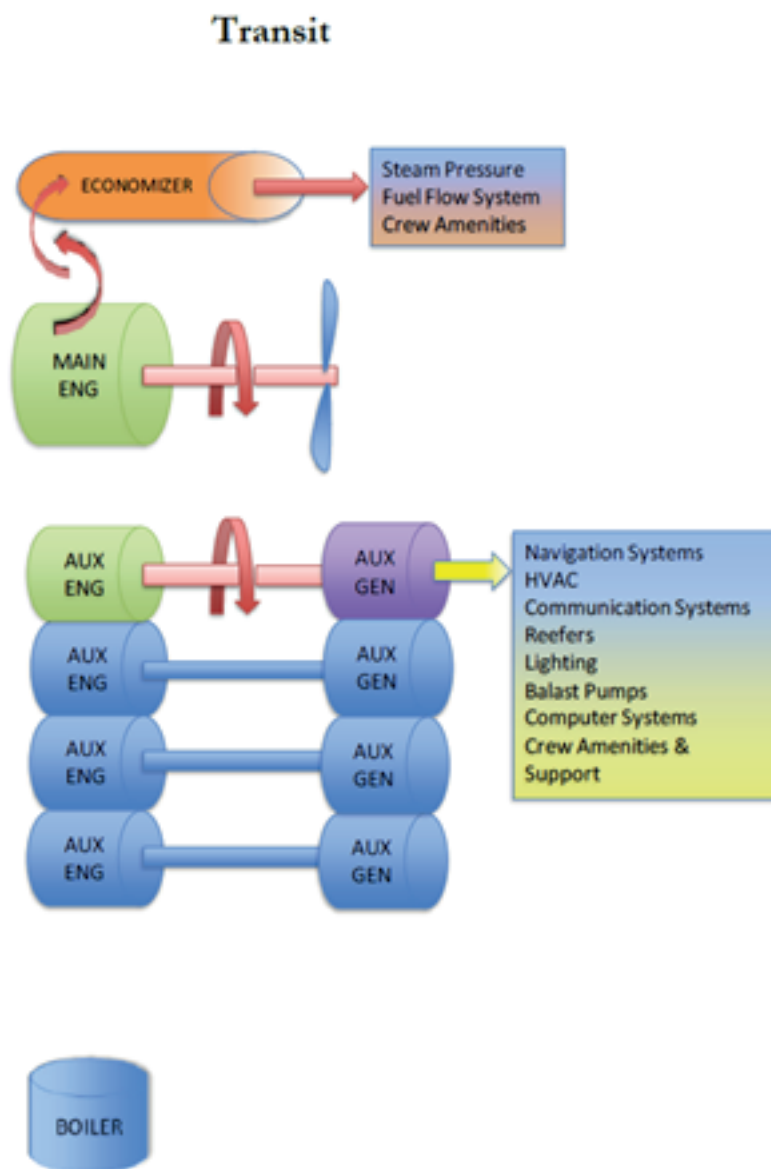 Transit
ECONOMIZER
Steam Pressure
Fuel Flow System
Crew Amenities
MAIN
ENG
AUX
ENG
AUX
GEN
Navigation Systems
HVAC
Communication Systems
Reefers
Lighting
Balast Pumps
Computer Systems
Crew Amenities &
Support
AUX
ENG
AUX
GEN
AUX
ENG
AUX
GEN
AUX
ENG
AUX
GEN
BOILER